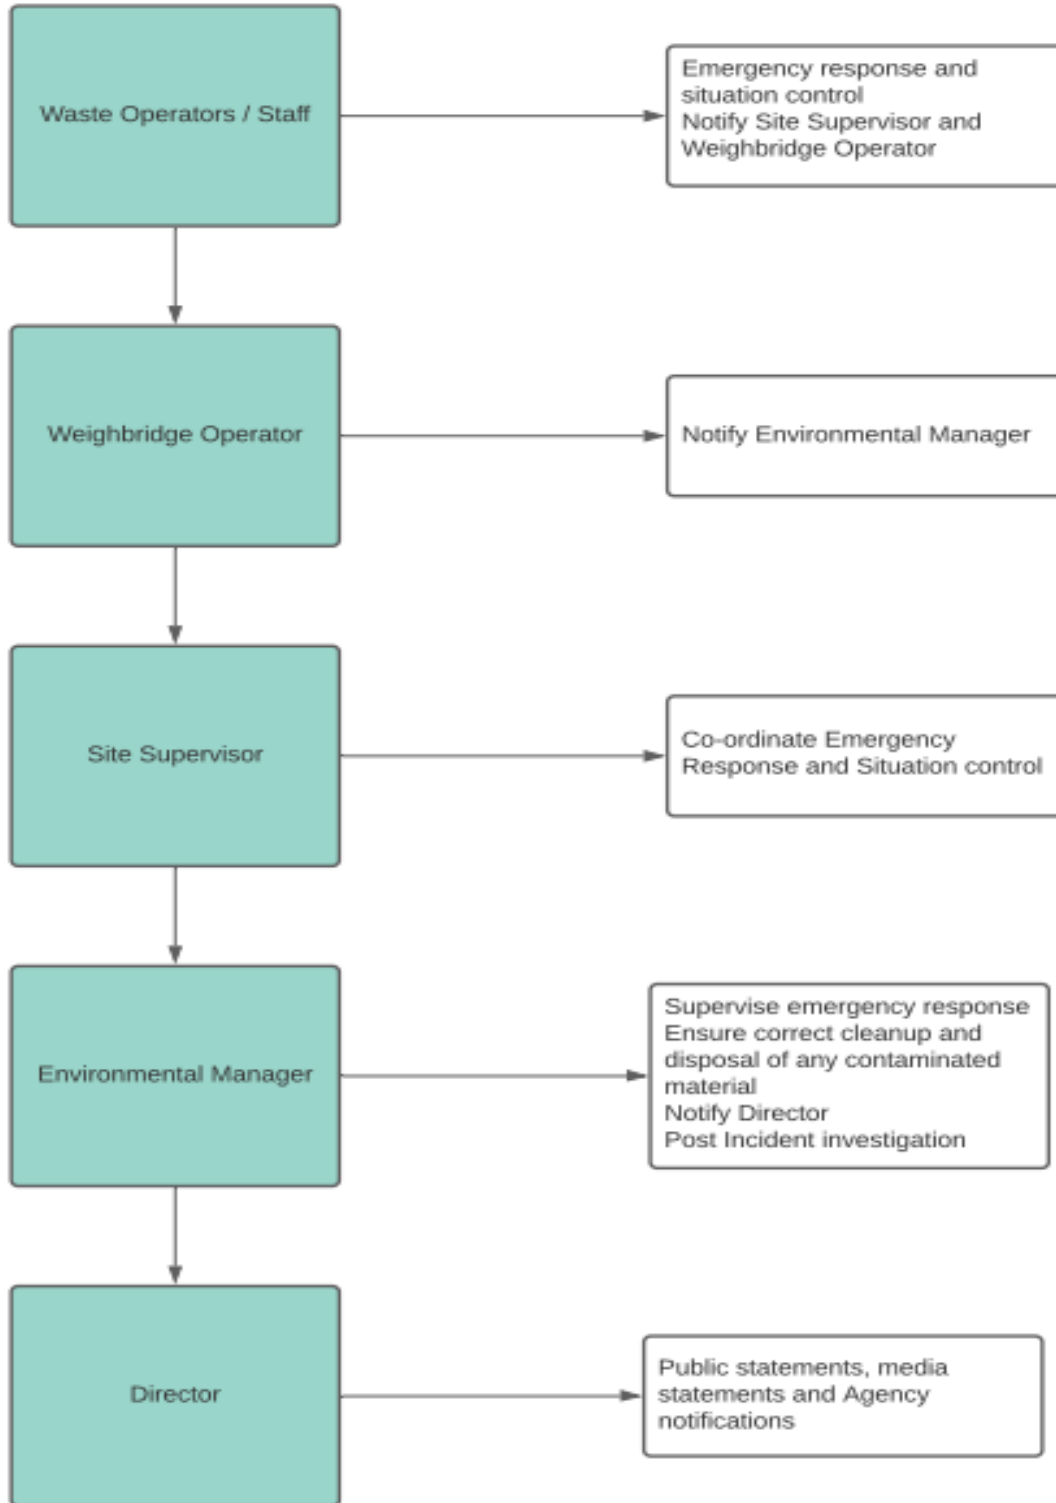 Waste Operators / Staff
Emergency response and
situation control
Notify Site Supervisor and
Weighbridge Operator
Weighbridge Operator
Notify Environmental Manager
Site Supervisor
Co-ordinate Emergency
Response and Situation control
Environmental Manager
Supervise emergency response
Ensure correct cleanup and
disposal of any contaminated
material
Notify Director
Post Incident investigation
Director
Public statements, media
statements and Agency
notifications